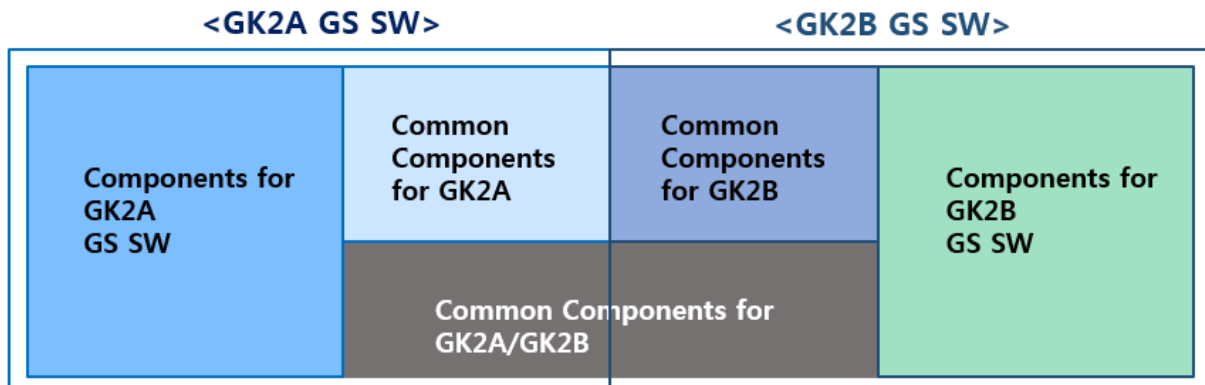 <GK2A GS SW>
<GK2B GS SW>
Components for
GK2A
GS SW
Common
Components
for GK2A
Common
Components
for GK2B
Components for
GK2B
GS SW
Common Components for
GK2A/GK2B